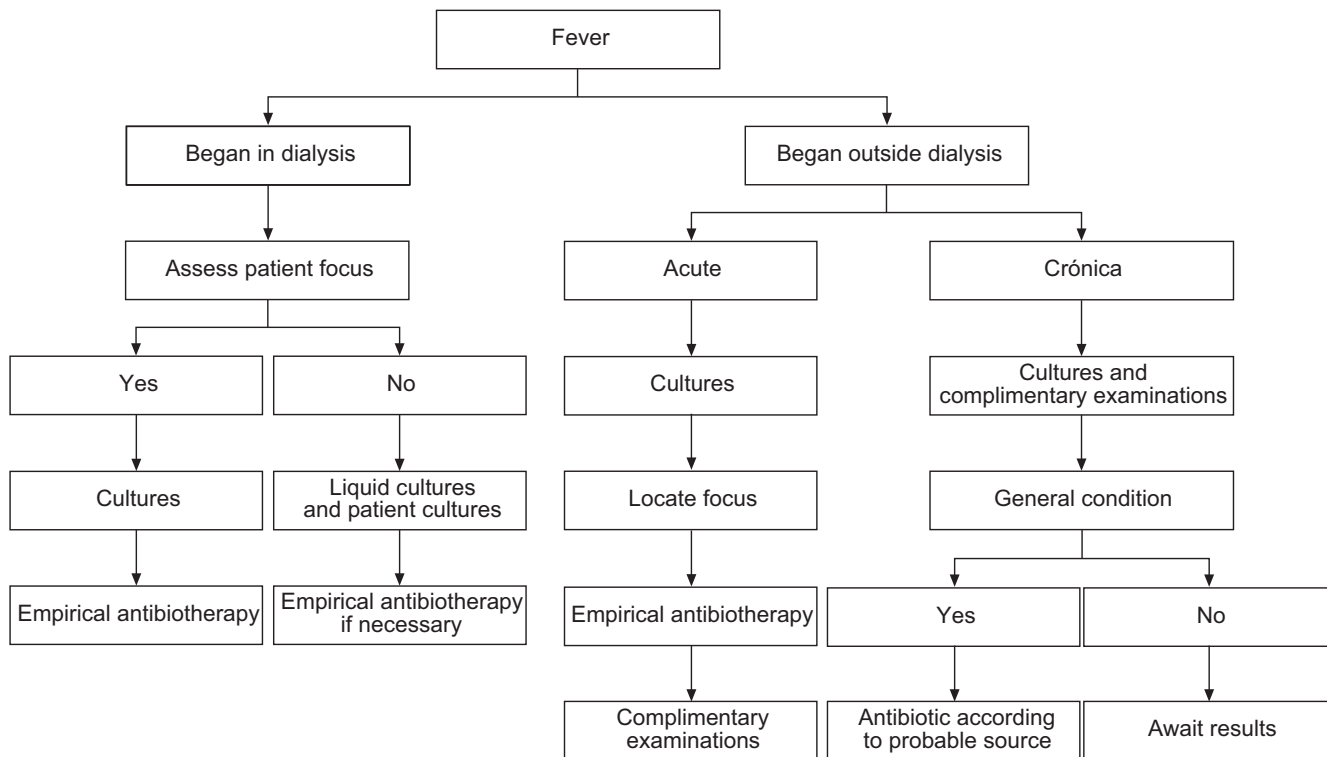 Fever
Began in dialysis
Began outside dialysis
Assess patient focus
Acute
Crónica
Yes
No
Cultures
Cultures and
complimentary examinations
Cultures
Liquid cultures
and patient cultures
Locate focus
General condition
Empirical antibiotherapy
Empirical antibiotherapy
if necessary
Empirical antibiotherapy
Yes
No
Complimentary
examinations
Antibiotic according
to probable source
Await results